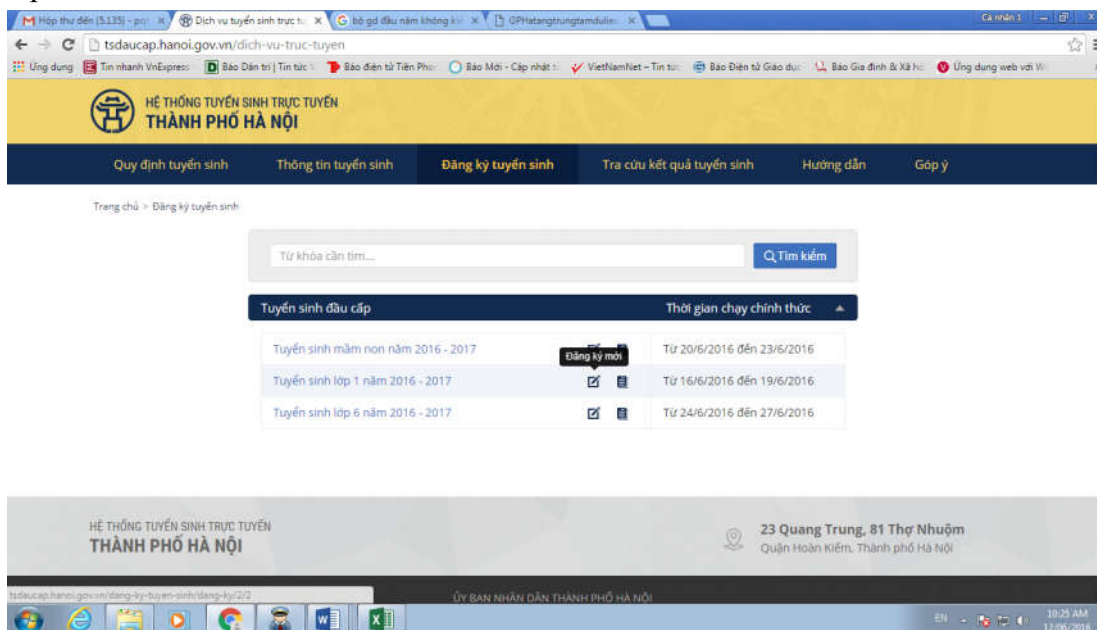 Hộp thư đến (5.135) -
Dịch vụ tuyển sinh trực tu
bộ gd đầu năm không
Cá nhân 1
tsdaucap.hanoi.gov.vn/dich-vu-truc-tuyen
Ứng dụng
Tin nhanh VnExpress
Báo Dân trí | Tin tức
Báo điện tử Tiền Pho
Báo Mới - Cập nhật t
VietNamNet - Tin tức
Báo Điện tử Giáo dục
Báo Gia đình & Xã h
Ứng dụng web với
HỆ THỐNG TUYỂN SINH TRỰC TUYẾN
THÀNH PHỐ HÀ NỘI
Quy định tuyển sinh
Thông tin tuyển sinh
Đăng ký tuyển sinh
Tra cứu kết quả tuyển sinh
Hướng dẫn
Góp ý
Trang chủ > Đăng ký tuyển sinh
Từ khóa cần tìm...
Tìm kiếm
Tuyển sinh đầu cấp
Thời gian chạy chính thức
Tuyển sinh mầm non năm 2016 - 2017
Từ 20/6/2016 đến 23/6/2016
Đăng ký mới
Tuyển sinh lớp 1 năm 2016 - 2017
Từ 16/6/2016 đến 19/6/2016
Tuyển sinh lớp 6 năm 2016 - 2017
Từ 24/6/2016 đến 27/6/2016
HỆ THỐNG TUYỂN SINH TRỰC TUYẾN
THÀNH PHỐ HÀ NỘI
23 Quang Trung, 81 Thợ Nhuộm
Quận Hoàn Kiếm, Thành phố Hà Nội
tsdaucap.hanoi.gov.vn/dang-ky-tuyen-sinh/dang-ky/2/2
ỦY BAN NHÂN DÂN THÀNH PHỐ HÀ NỘI
EN
10:25 AM
12/06/2016